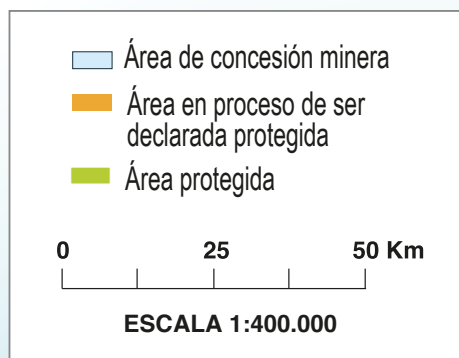 Área de concesión minera
Área en proceso de ser
declarada protegida
Área protegida
0 25 50 Km
ESCALA 1:400.000